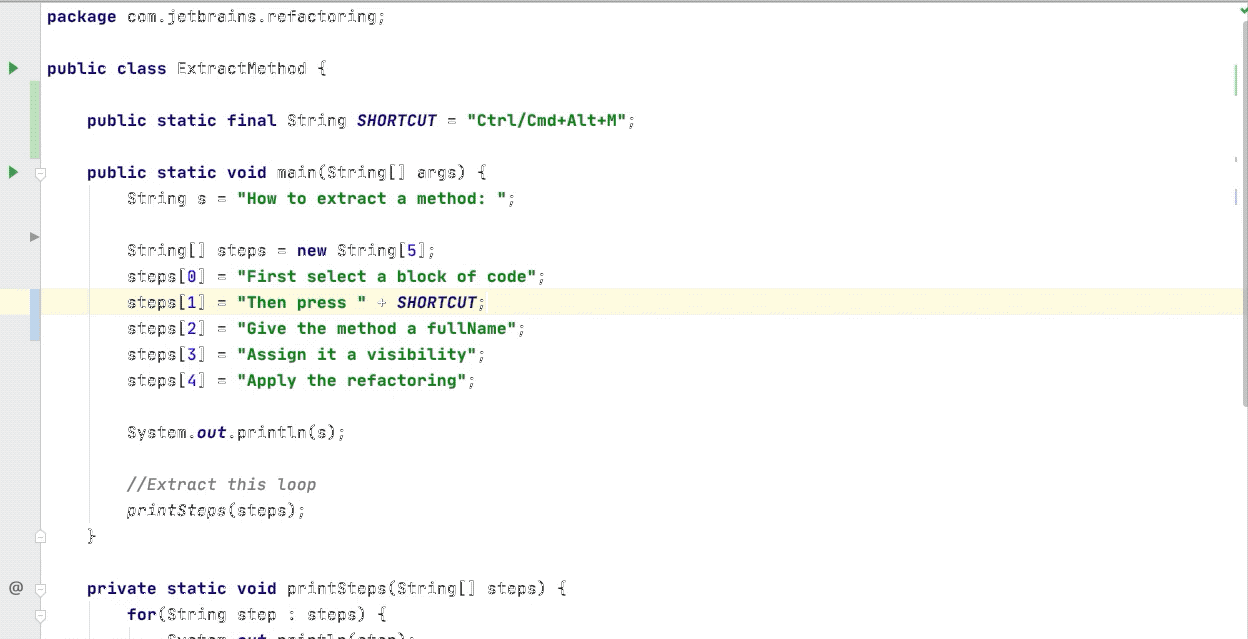 package com.jetbrains.refactoring;
public class ExtractMethod {
public static final String SHORTCUT = "Ctrl/Cmd+Alt+M";
public static void main(String[] args) {
String s = "How to extract a method: ";
String[] steps = new String[5];
steps[0] = "First select a block of code";
steps[1] = "Then press " + SHORTCUT;
steps[2] = "Give the method a fullName";
steps[3] = "Assign it a visibility";
steps[4] = "Apply the refactoring";
System.out.println(s);
//Extract this loop
printSteps(steps);
}
@ private static void printSteps(String[] steps) {
for(String step : steps) {
System.out.println(step);